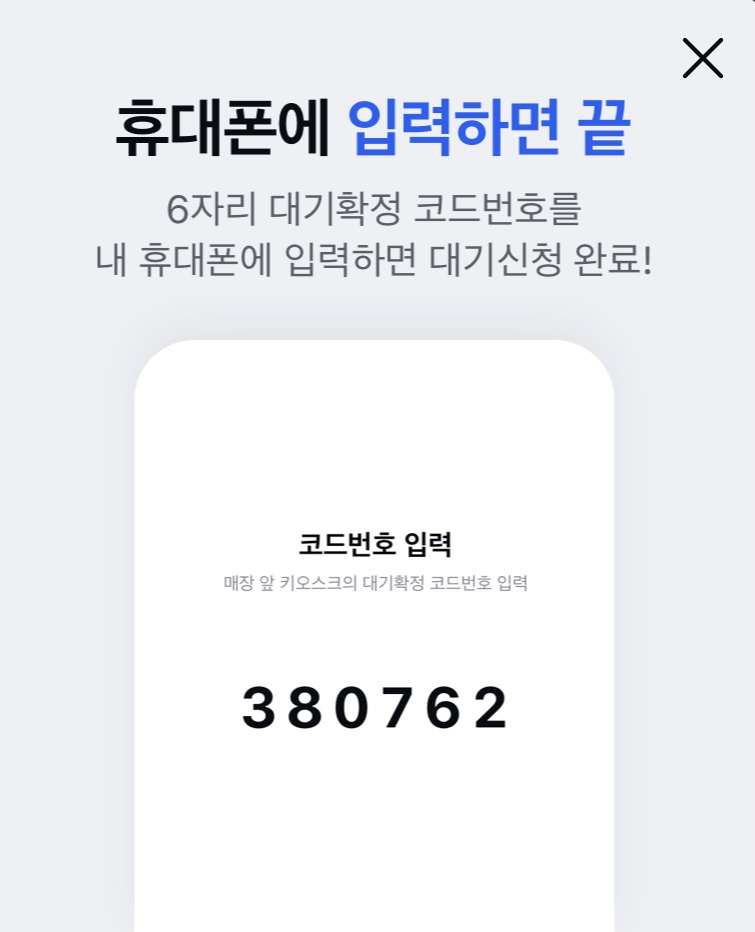 휴대폰에 입력하면 끝
6자리 대기확정 코드번호를
내 휴대폰에 입력하면 대기신청 완료!
코드번호 입력
매장 앞 키오스크의 대기확정 코드번호 입력
380762